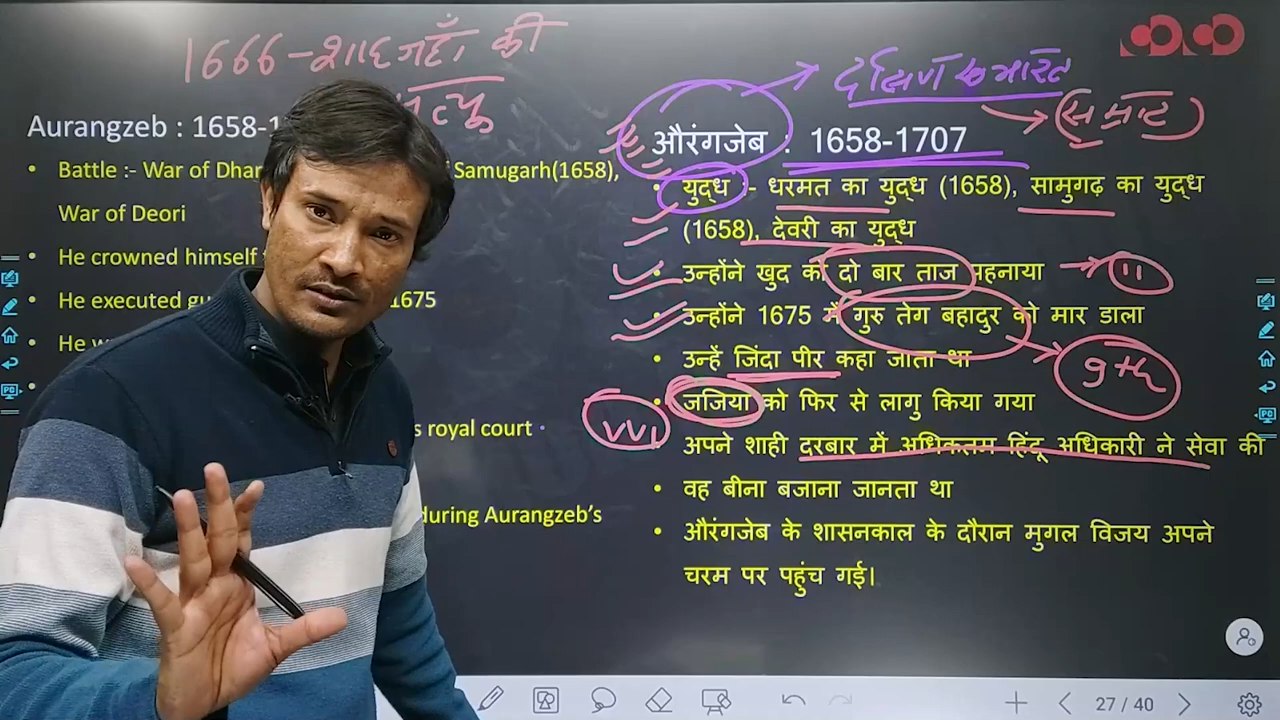 1666-शाहजहाँ की
मृत्यू
दक्षिण भारत
सम्राट
Aurangzeb : 1658-1
Battle :- War of Dhar Samugarh(1658),
War of Deori
He crowned himself
He executed gu 1675
He w
s royal court
during Aurangzeb's
औरंगजेब : 1658-1707
युद्ध :- धरमत का युद्ध (1658), सामुगढ़ का युद्ध
(1658), देवरी का युद्ध
उन्होंने खुद को दो बार ताज पहनाया
11
उन्होंने 1675 में गुरु तेग बहादुर को मार डाला
9th
उन्हें जिंदा पीर कहा जाता था
जजिया को फिर से लागु किया गया
VVI
अपने शाही दरबार में अधिकतम हिंदू अधिकारी ने सेवा की
वह बीना बजाना जानता था
औरंगजेब के शासनकाल के दौरान मुगल विजय अपने
चरम पर पहुंच गई।
27 / 40